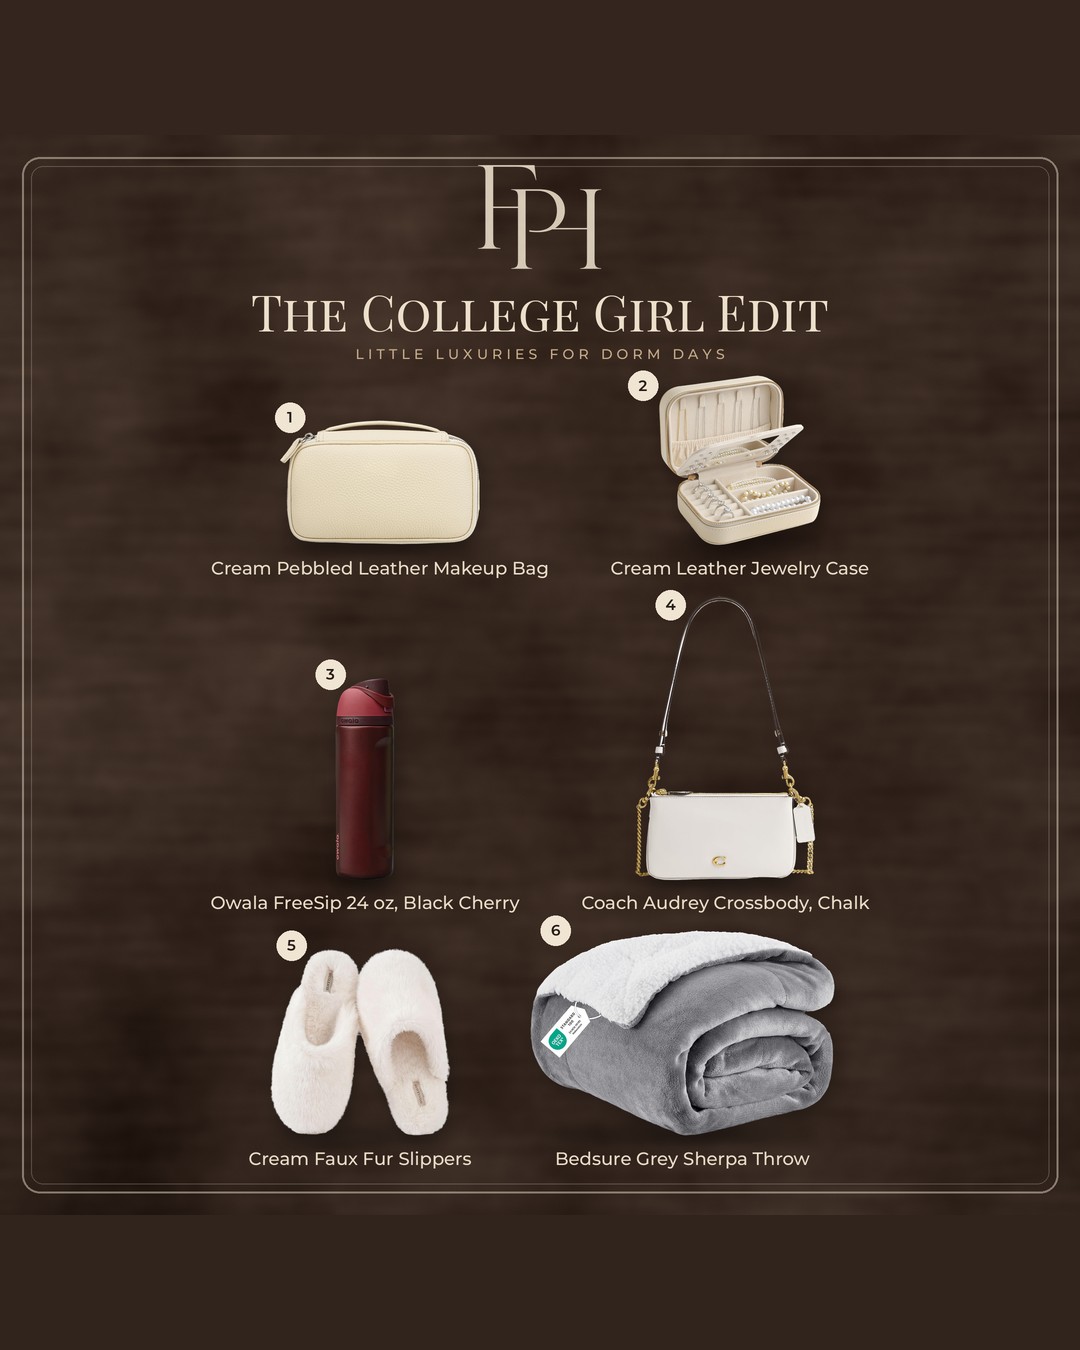 FPH
THE COLLEGE GIRL EDIT
LITTLE LUXURIES FOR DORM DAYS
1
2
Cream Pebbled Leather Makeup Bag
Cream Leather Jewelry Case
3
4
Owala FreeSip 24 oz, Black Cherry
Coach Audrey Crossbody, Chalk
5
6
Cream Faux Fur Slippers
Bedsure Grey Sherpa Throw